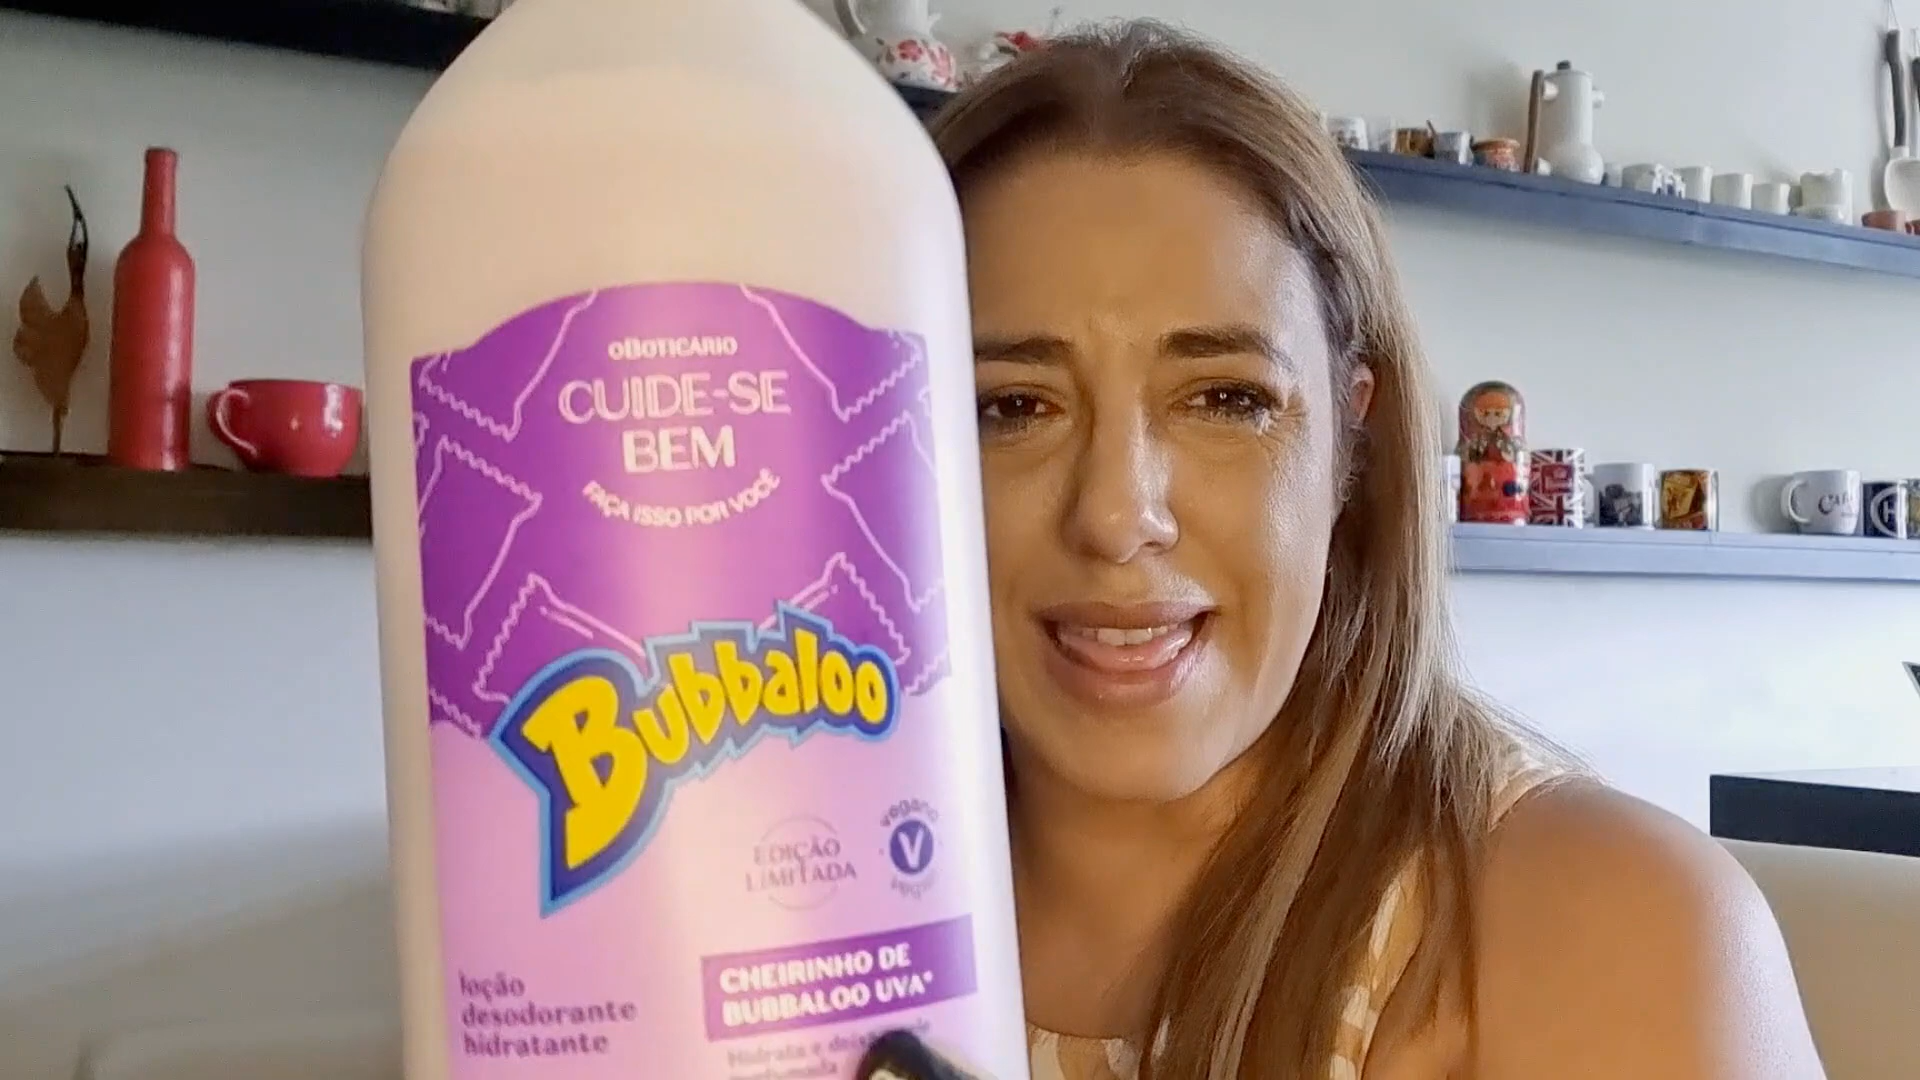 oBOTICÁRIO
CUIDE-SE
BEM
FAÇA ISSO POR VOCÊ
Bubbaloo
EDIÇÃO
LIMITADA
vegano
V
CHEIRINHO DE
BUBBALOO UVA*
loção
desodorante
hidratante
Hidrata e